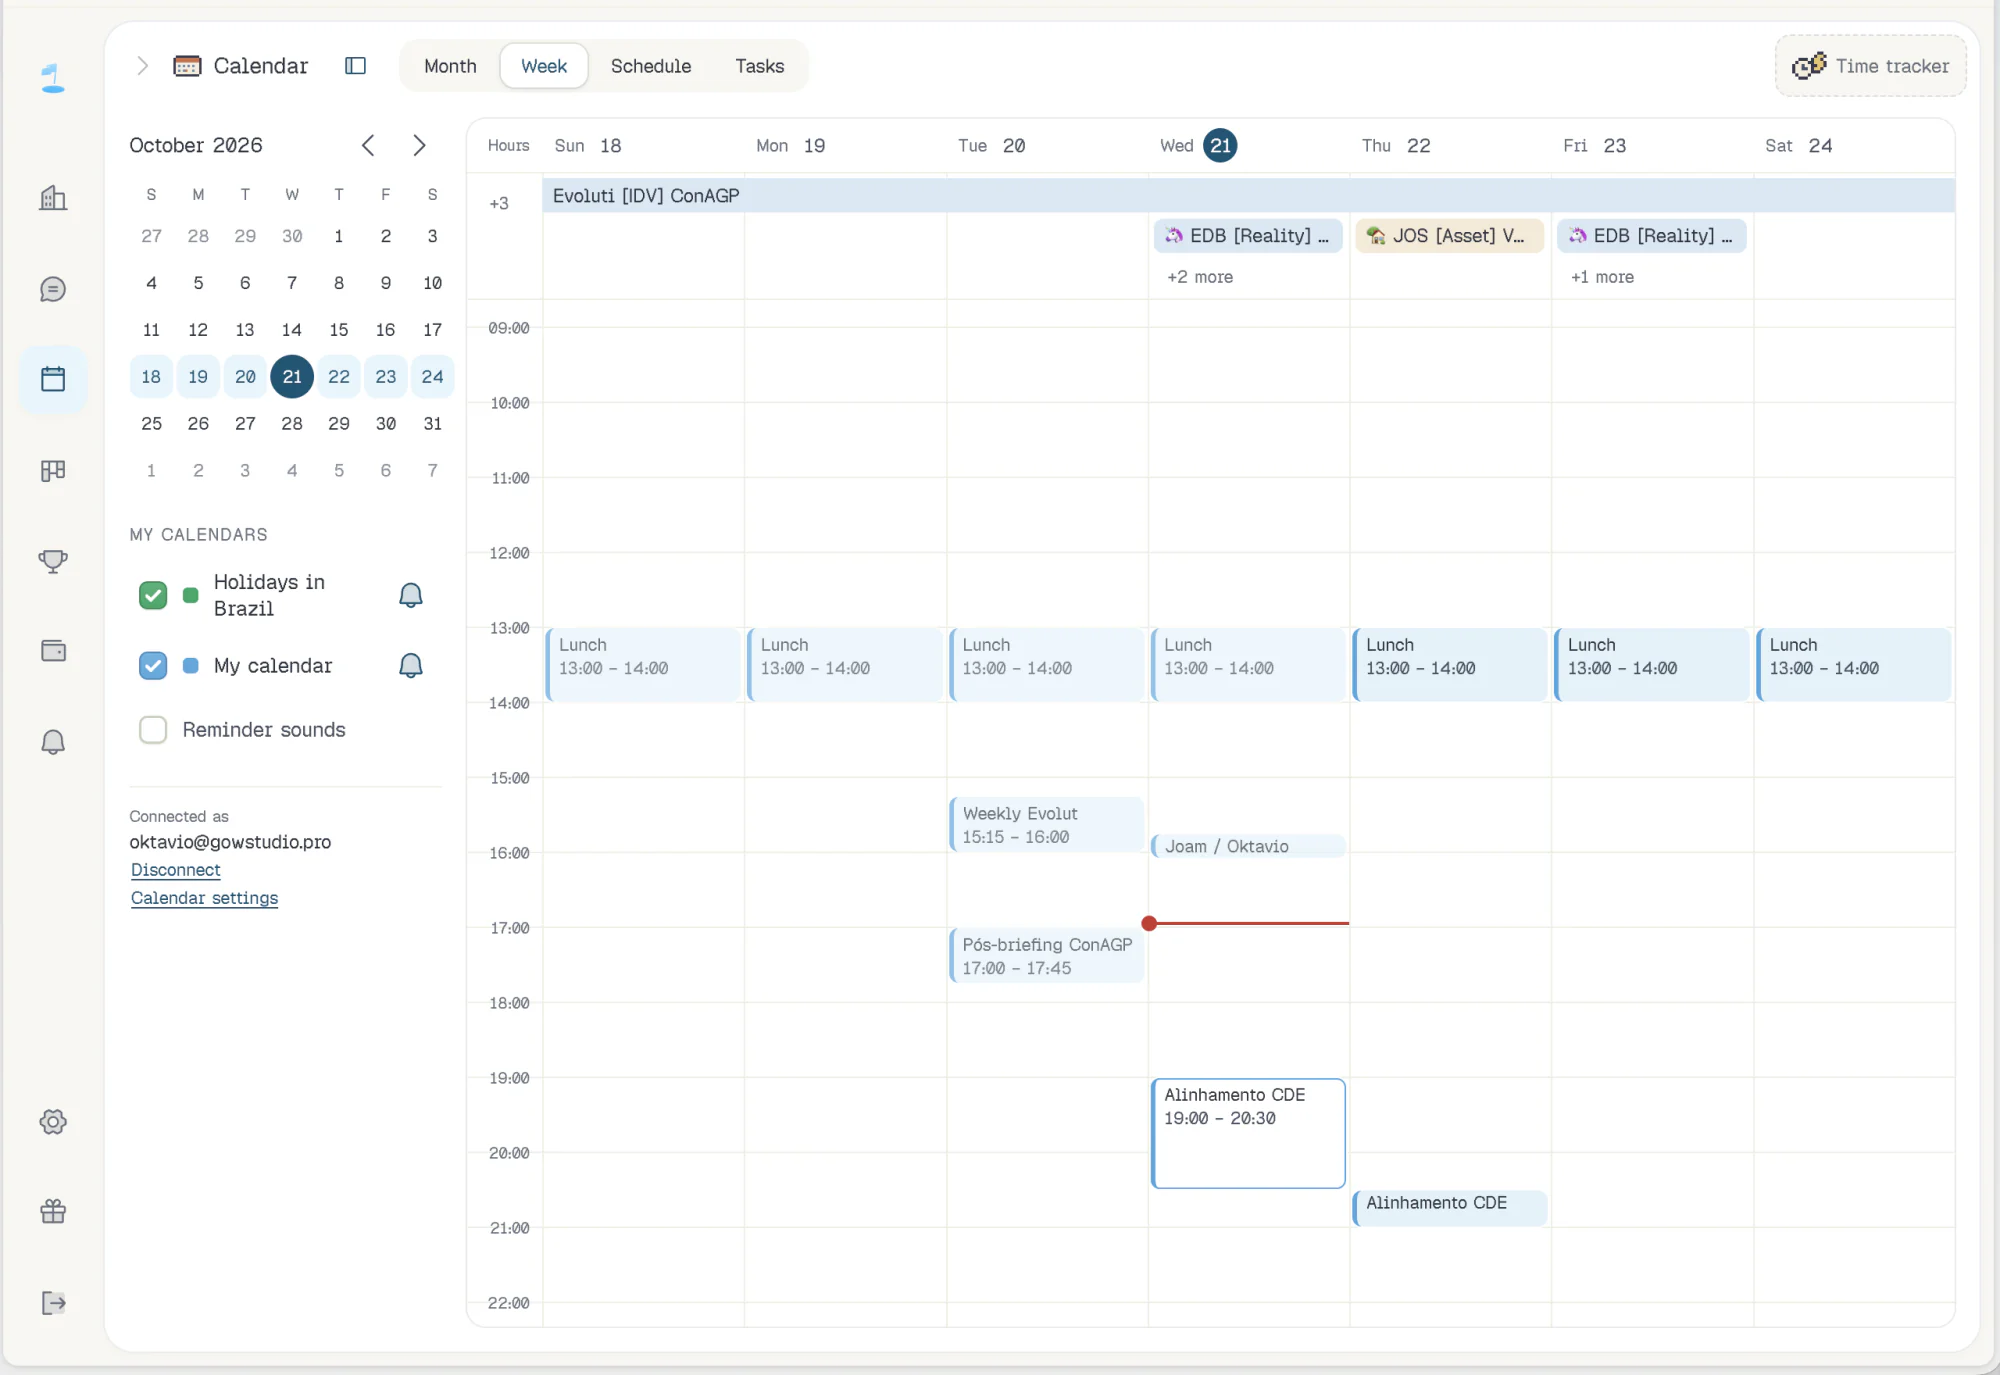 Calendar
Month Week Schedule Tasks
Time tracker
October 2026
S M T W T F S
27 28 29 30 1 2 3
4 5 6 7 8 9 10
11 12 13 14 15 16 17
18 19 20 21 22 23 24
25 26 27 28 29 30 31
1 2 3 4 5 6 7
MY CALENDARS
Holidays in
Brazil
My calendar
Reminder sounds
Connected as
oktavio@gowstudio.pro
Disconnect
Calendar settings
Hours Sun 18 Mon 19 Tue 20 Wed 21 Thu 22 Fri 23 Sat 24
+3 Evoluti [IDV] ConAGP
EDB [Reality] ... JOS [Asset] V... EDB [Reality] ...
+2 more +1 more
09:00
10:00
11:00
12:00
13:00
Lunch Lunch Lunch Lunch Lunch Lunch Lunch
13:00 – 14:00 13:00 – 14:00 13:00 – 14:00 13:00 – 14:00 13:00 – 14:00 13:00 – 14:00 13:00 – 14:00
14:00
15:00
Weekly Evolut
15:15 – 16:00
Joam / Oktavio
16:00
17:00
Pós-briefing ConAGP
17:00 – 17:45
18:00
19:00
Alinhamento CDE
19:00 – 20:30
20:00
Alinhamento CDE
21:00
22:00